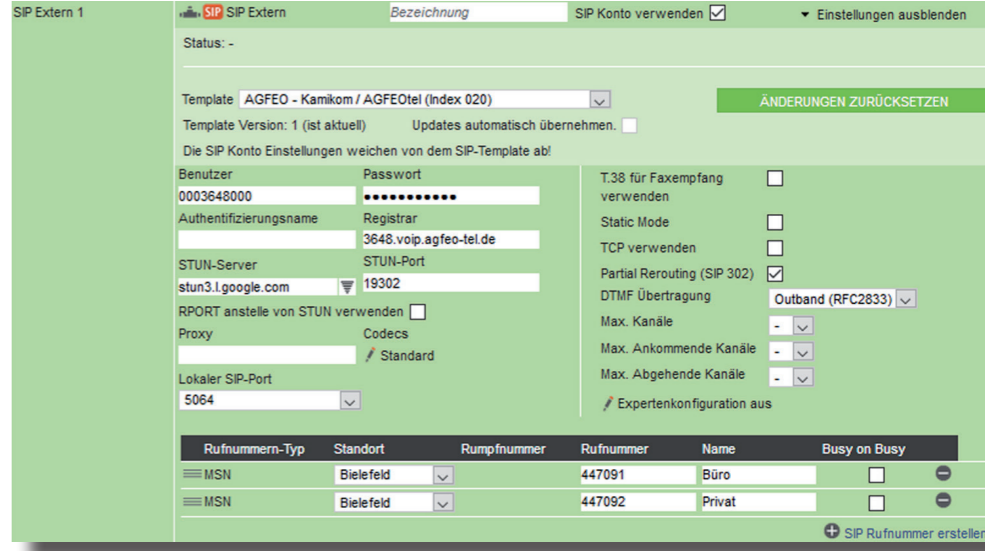 SIP Extern 1
SIP SIP Extern Bezeichnung SIP Konto verwenden Einstellungen ausblenden
Status: -
Template AGFEO - Kamikom / AGFEOtel (Index 020) ÄNDERUNGEN ZURÜCKSETZEN
Template Version: 1 (ist aktuell) Updates automatisch übernehmen.
Die SIP Konto Einstellungen weichen von dem SIP-Template ab!
Benutzer Passwort
0003648000 •••••••••••
Authentifizierungsname Registrar
3648.voip.agfeo-tel.de
STUN-Server STUN-Port
stun3.l.google.com 19302
RPORT anstelle von STUN verwenden
Proxy Codecs
Standard
Lokaler SIP-Port
5064
T.38 für Faxempfang
verwenden
Static Mode
TCP verwenden
Partial Rerouting (SIP 302)
DTMF Übertragung Outband (RFC2833)
Max. Kanäle -
Max. Ankommende Kanäle -
Max. Abgehende Kanäle -
Expertenkonfiguration aus
Rufnummern-Typ Standort Rumpfnummer Rufnummer Name Busy on Busy
MSN Bielefeld 447091 Büro
MSN Bielefeld 447092 Privat
SIP Rufnummer erstellen